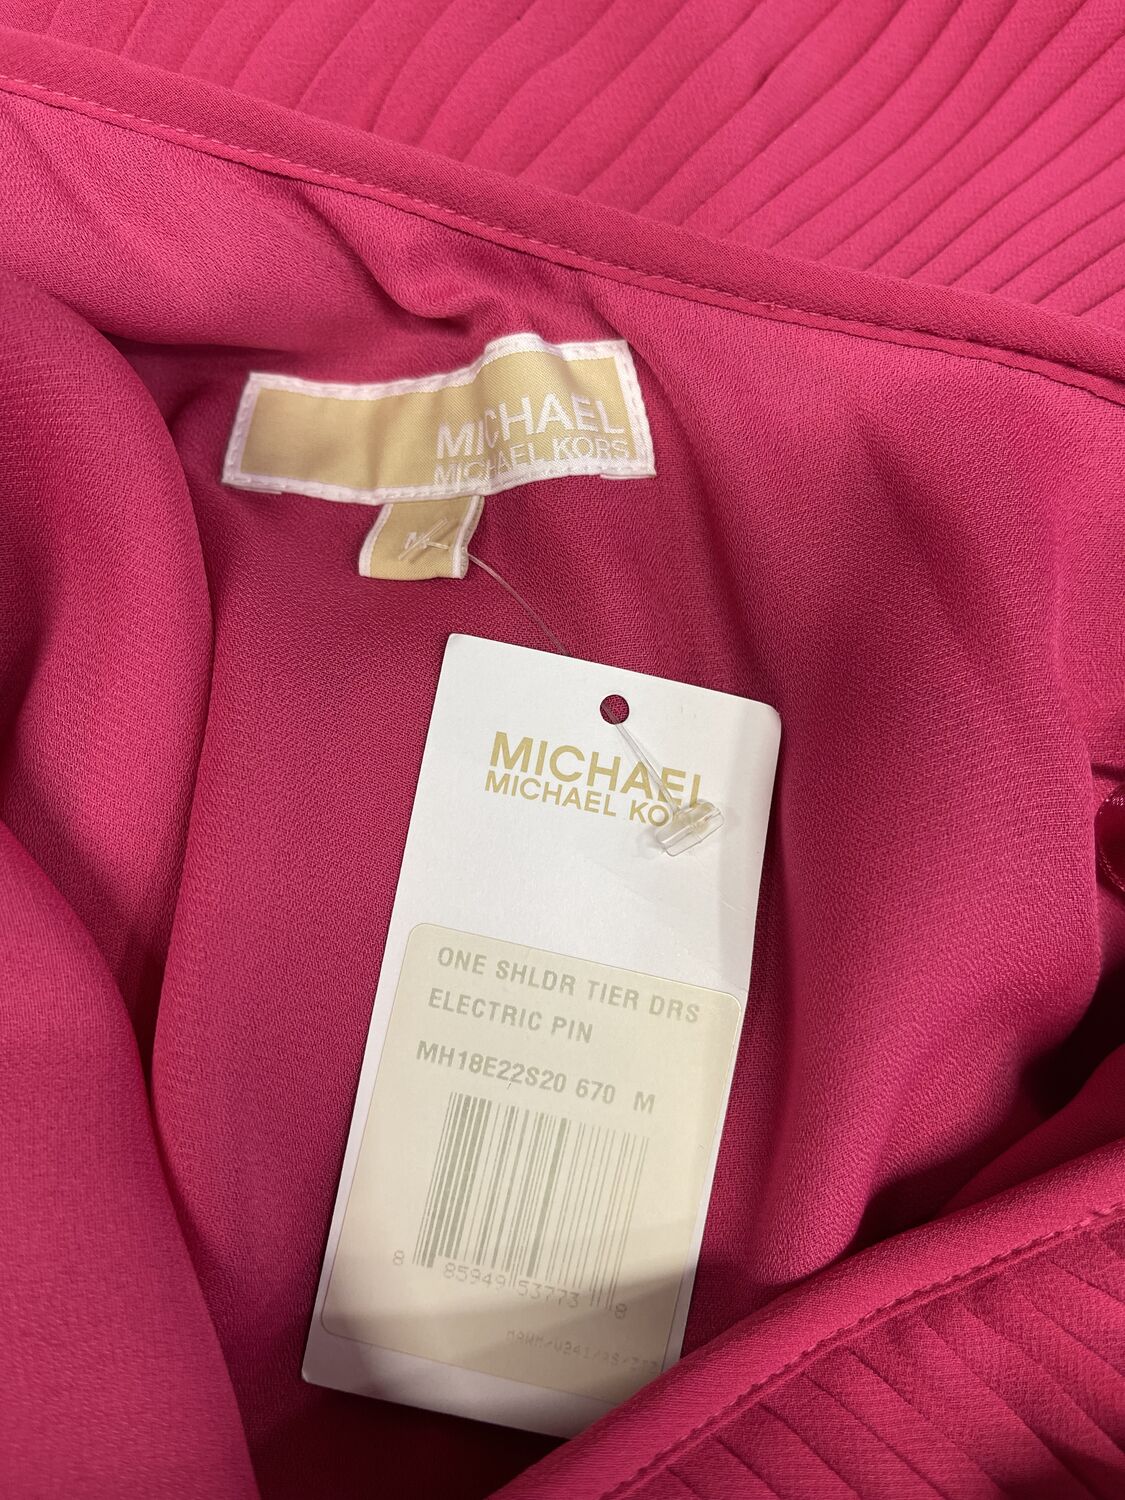 MICHAEL
MICHAEL KORS
M
MICHAEL
MICHAEL KORS
ONE SHLDR TIER DRS
ELECTRIC PIN
MH18E22S20 670 M
8 85949 53773 8